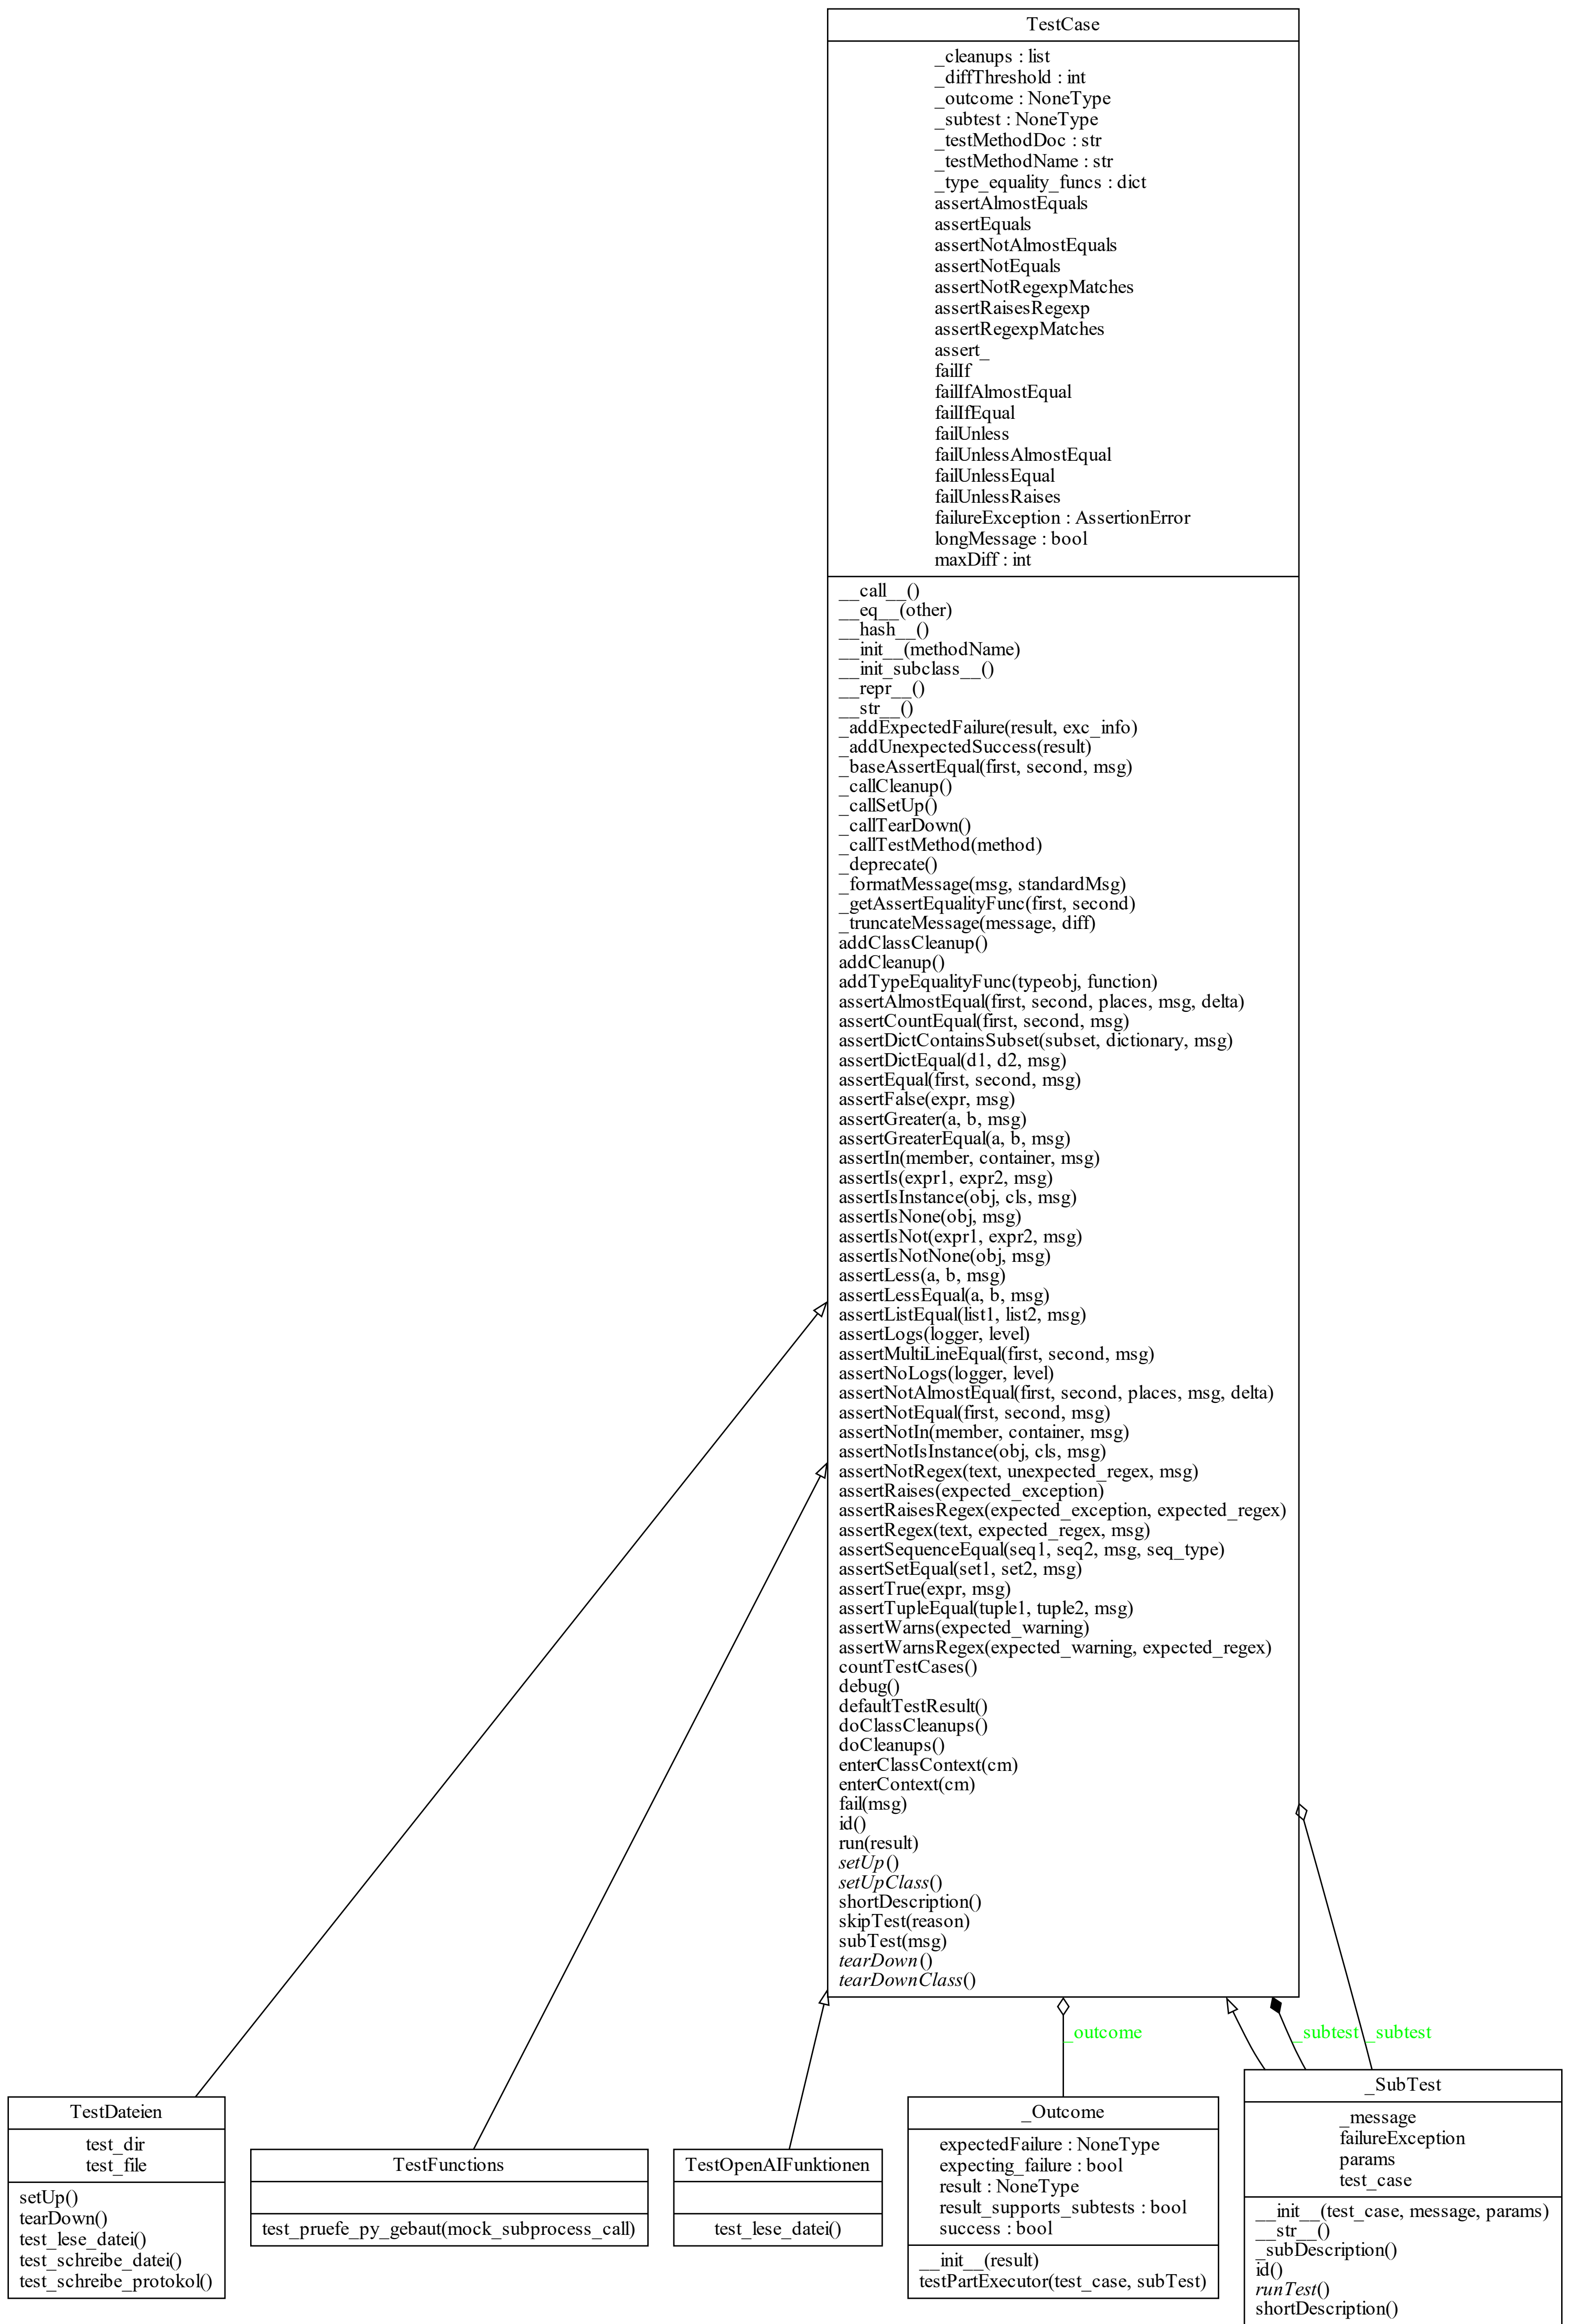 TestCase
_cleanups : list
_diffThreshold : int
_outcome : NoneType
_subtest : NoneType
_testMethodDoc : str
_testMethodName : str
_type_equality_funcs : dict
assertAlmostEquals
assertEquals
assertNotAlmostEquals
assertNotEquals
assertNotRegexpMatches
assertRaisesRegexp
assertRegexpMatches
assert_
failIf
failIfAlmostEqual
failIfEqual
failUnless
failUnlessAlmostEqual
failUnlessEqual
failUnlessRaises
failureException : AssertionError
longMessage : bool
maxDiff : int
__call__()
__eq__(other)
__hash__()
__init__(methodName)
__init_subclass__()
__repr__()
__str__()
_addExpectedFailure(result, exc_info)
_addUnexpectedSuccess(result)
_baseAssertEqual(first, second, msg)
_callCleanup()
_callSetUp()
_callTearDown()
_callTestMethod(method)
_deprecate()
_formatMessage(msg, standardMsg)
_getAssertEqualityFunc(first, second)
_truncateMessage(message, diff)
addClassCleanup()
addCleanup()
addTypeEqualityFunc(typeobj, function)
assertAlmostEqual(first, second, places, msg, delta)
assertCountEqual(first, second, msg)
assertDictContainsSubset(subset, dictionary, msg)
assertDictEqual(d1, d2, msg)
assertEqual(first, second, msg)
assertFalse(expr, msg)
assertGreater(a, b, msg)
assertGreaterEqual(a, b, msg)
assertIn(member, container, msg)
assertIs(expr1, expr2, msg)
assertIsInstance(obj, cls, msg)
assertIsNone(obj, msg)
assertIsNot(expr1, expr2, msg)
assertIsNotNone(obj, msg)
assertLess(a, b, msg)
assertLessEqual(a, b, msg)
assertListEqual(list1, list2, msg)
assertLogs(logger, level)
assertMultiLineEqual(first, second, msg)
assertNoLogs(logger, level)
assertNotAlmostEqual(first, second, places, msg, delta)
assertNotEqual(first, second, msg)
assertNotIn(member, container, msg)
assertNotIsInstance(obj, cls, msg)
assertNotRegex(text, unexpected_regex, msg)
assertRaises(expected_exception)
assertRaisesRegex(expected_exception, expected_regex)
assertRegex(text, expected_regex, msg)
assertSequenceEqual(seq1, seq2, msg, seq_type)
assertSetEqual(set1, set2, msg)
assertTrue(expr, msg)
assertTupleEqual(tuple1, tuple2, msg)
assertWarns(expected_warning)
assertWarnsRegex(expected_warning, expected_regex)
countTestCases()
debug()
defaultTestResult()
doClassCleanups()
doCleanups()
enterClassContext(cm)
enterContext(cm)
fail(msg)
id()
run(result)
setUp()
setUpClass()
shortDescription()
skipTest(reason)
subTest(msg)
tearDown()
tearDownClass()
_outcome
_subtest
_subtest
TestDateien
test_dir
test_file
setUp()
tearDown()
test_lese_datei()
test_schreibe_datei()
test_schreibe_protokol()
TestFunctions
test_pruefe_py_gebaut(mock_subprocess_call)
TestOpenAIFunktionen
test_lese_datei()
_Outcome
expectedFailure : NoneType
expecting_failure : bool
result : NoneType
result_supports_subtests : bool
success : bool
__init__(result)
testPartExecutor(test_case, subTest)
_SubTest
_message
failureException
params
test_case
__init__(test_case, message, params)
__str__()
_subDescription()
id()
runTest()
shortDescription()